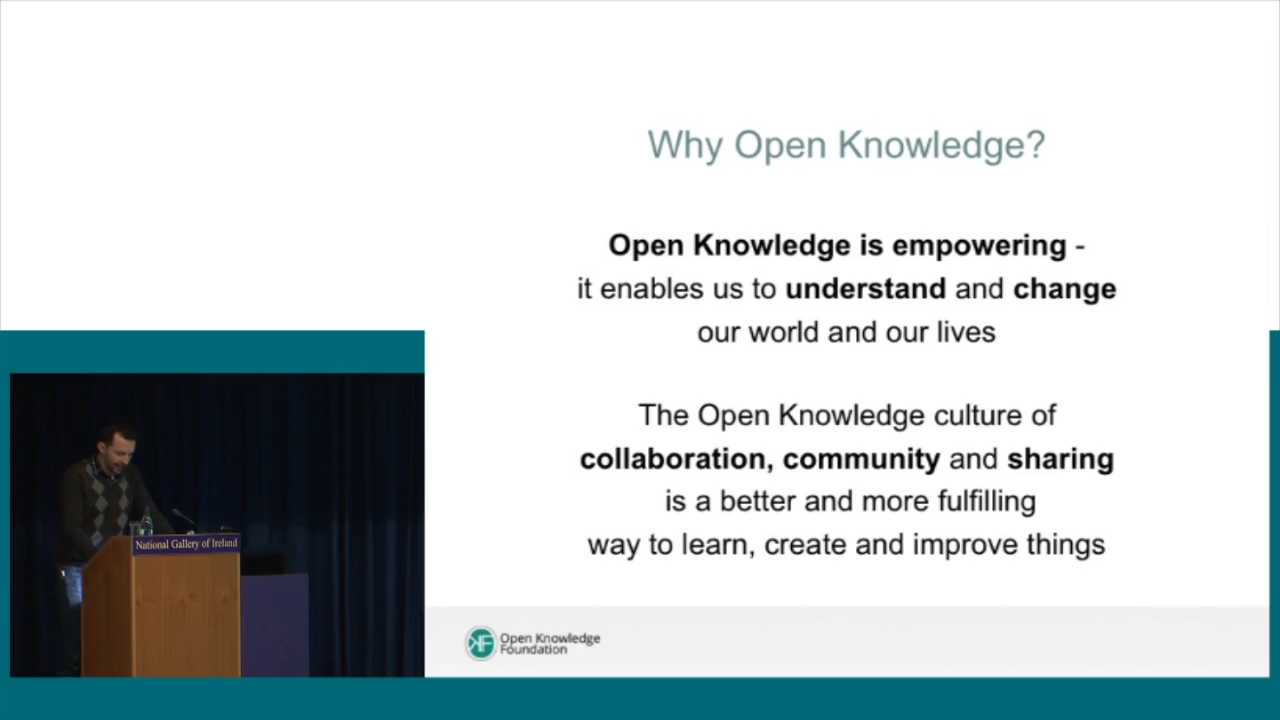 Why Open Knowledge?
Open Knowledge is empowering -
it enables us to understand and change
our world and our lives
The Open Knowledge culture of
collaboration, community and sharing
is a better and more fulfilling
way to learn, create and improve things
National Gallery of Ireland
KF
Open Knowledge
Foundation